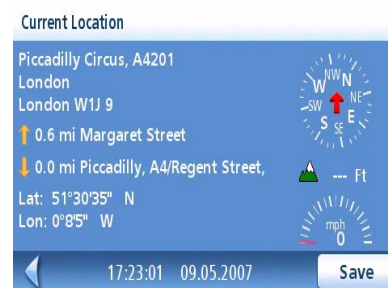 Current Location
Piccadilly Circus, A4201
London
London W1J 9
0.6 mi Margaret Street
0.0 mi Piccadilly, A4/Regent Street,
Lat: 51°30'35" N
Lon: 0°8'5" W
W NW N NE E SE S SW
--- Ft
mph
0
17:23:01 09.05.2007
Save